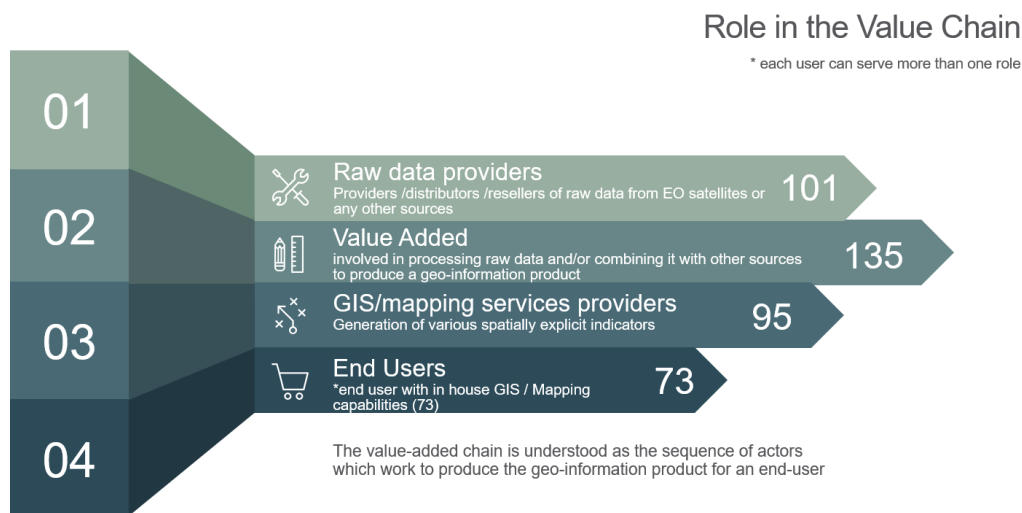 Role in the Value Chain
* each user can serve more than one role
01
02
03
04
Raw data providers
Providers /distributors /resellers of raw data from EO satellites or
any other sources
101
Value Added
involved in processing raw data and/or combining it with other sources
to produce a geo-information product
135
GIS/mapping services providers
Generation of various spatially explicit indicators
95
End Users
*end user with in house GIS / Mapping
capabilities (73)
73
The value-added chain is understood as the sequence of actors
which work to produce the geo-information product for an end-user